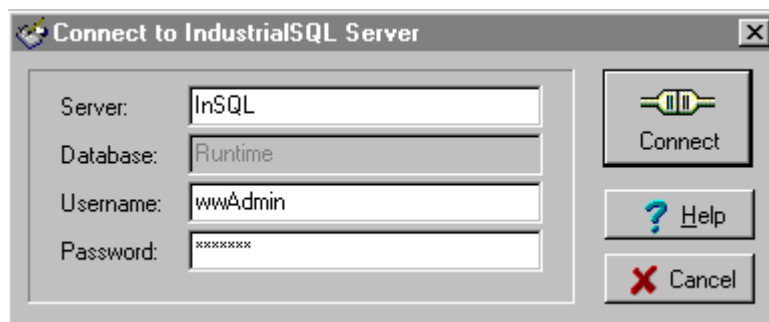 Connect to IndustrialSQL Server
Server: InSQL
Database: Runtime
Username: wwAdmin
Password: *******
Connect
Help
Cancel